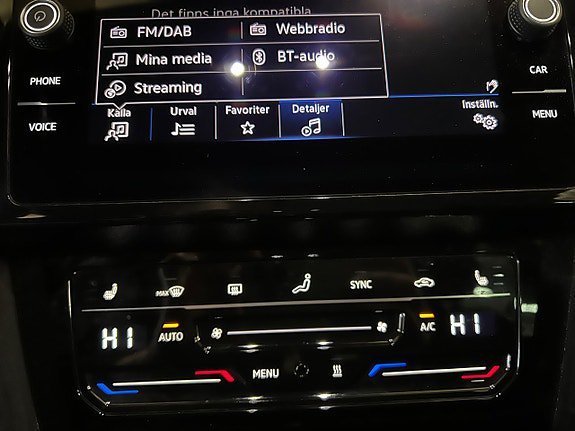 Det finns inga kompatibla
FM/DAB
Webbradio
Mina media
BT-audio
Streaming
PHONE
CAR
Källa
Urval
Favoriter
Detaljer
Inställn.
VOICE
MENU
MAX
SYNC
HI
AUTO
A/C
HI
MENU